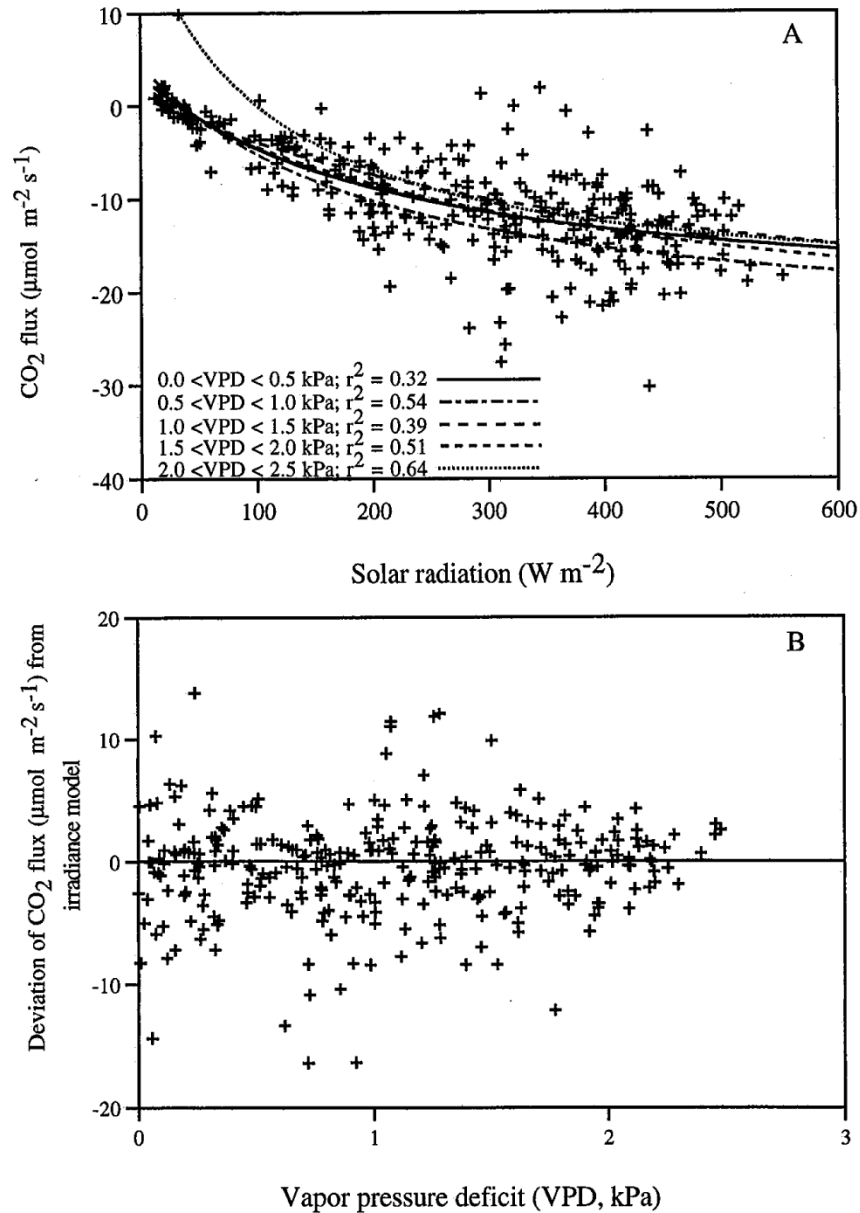 10
0
-10
-20
-30
-40
CO2 flux (µmol m-2 s-1)
A
0.0 <VPD < 0.5 kPa; r2 = 0.32
0.5 <VPD < 1.0 kPa; r2 = 0.54
1.0 <VPD < 1.5 kPa; r2 = 0.39
1.5 <VPD < 2.0 kPa; r2 = 0.51
2.0 <VPD < 2.5 kPa; r2 = 0.64
0 100 200 300 400 500 600
Solar radiation (W m-2)
20
10
0
-10
-20
Deviation of CO2 flux (µmol m-2 s-1) from
irradiance model
B
0 1 2 3
Vapor pressure deficit (VPD, kPa)